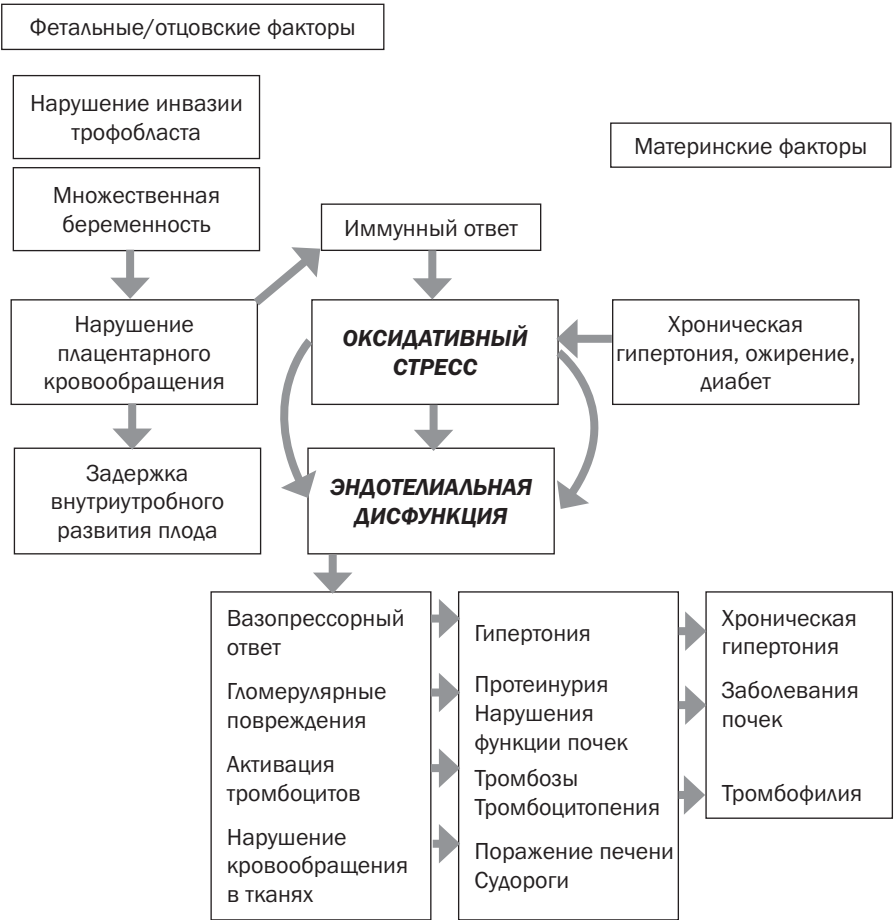 Фетальные/отцовские факторы
Нарушение инвазии
трофобласта
Материнские факторы
Множественная
беременность
Иммунный ответ
Нарушение
плацентарного
кровообращения
ОКСИДАТИВНЫЙ
СТРЕСС
Хроническая
гипертония, ожирение,
диабет
Задержка
внутриутробного
развития плода
ЭНДОТЕЛИАЛЬНАЯ
ДИСФУНКЦИЯ
Вазопрессорный
ответ
Гломерулярные
повреждения
Активация
тромбоцитов
Нарушение
кровообращения
в тканях
Гипертония
Протеинурия
Нарушения
функции почек
Тромбозы
Тромбоцитопения
Поражение печени
Судороги
Хроническая
гипертония
Заболевания
почек
Тромбофилия